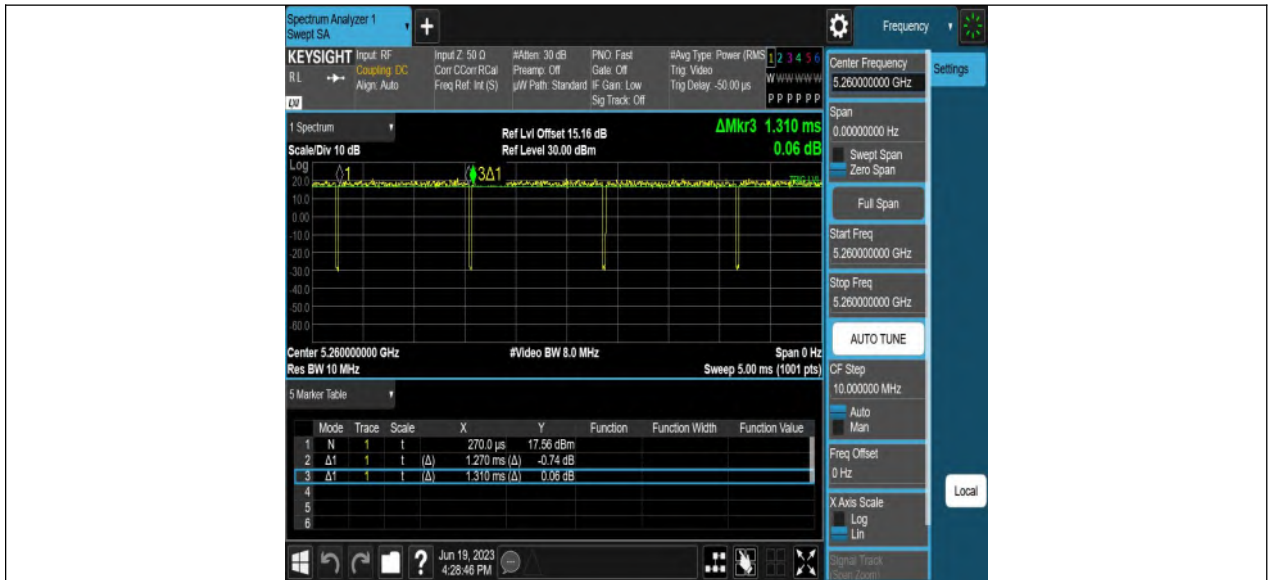 Spectrum Analyzer 1
Swept SA
Frequency
KEYSIGHT Input: RF Input Z: 50 Ω #Atten: 30 dB PNO: Fast #Avg Type: Power (RMS 1 2 3 4 5 6
RL Coupling: DC Corr CCorr RCal Preamp: Off Gate: Off Trig: Video W W W W W W
Align: Auto Freq Ref: Int (S) µW Path: Standard IF Gain: Low Trig Delay: -50.00 µs
LXI Sig Track: Off P P P P P P
1 Spectrum
Ref Lvl Offset 15.16 dB ΔMkr3 1.310 ms
Scale/Div 10 dB Ref Level 30.00 dBm 0.06 dB
Log
1 3Δ1
20.0
TRIG LVL
10.0
0.00
-10.0
-20.0
-30.0
-40.0
-50.0
-60.0
Center 5.260000000 GHz #Video BW 8.0 MHz Span 0 Hz
Res BW 10 MHz Sweep 5.00 ms (1001 pts)
5 Marker Table
Mode Trace Scale X Y Function Function Width Function Value
1 N 1 t 270.0 µs 17.56 dBm
2 Δ1 1 t (Δ) 1.270 ms (Δ) -0.74 dB
3 Δ1 1 t (Δ) 1.310 ms (Δ) 0.06 dB
4
5
6
?
Jun 19, 2023
4:28:46 PM
Center Frequency
5.260000000 GHz
Settings
Span
0.00000000 Hz
Swept Span
Zero Span
Full Span
Start Freq
5.260000000 GHz
Stop Freq
5.260000000 GHz
AUTO TUNE
CF Step
10.000000 MHz
Auto
Man
Freq Offset
0 Hz
X Axis Scale
Log
Lin
Local
Signal Track
(Span Zoom)